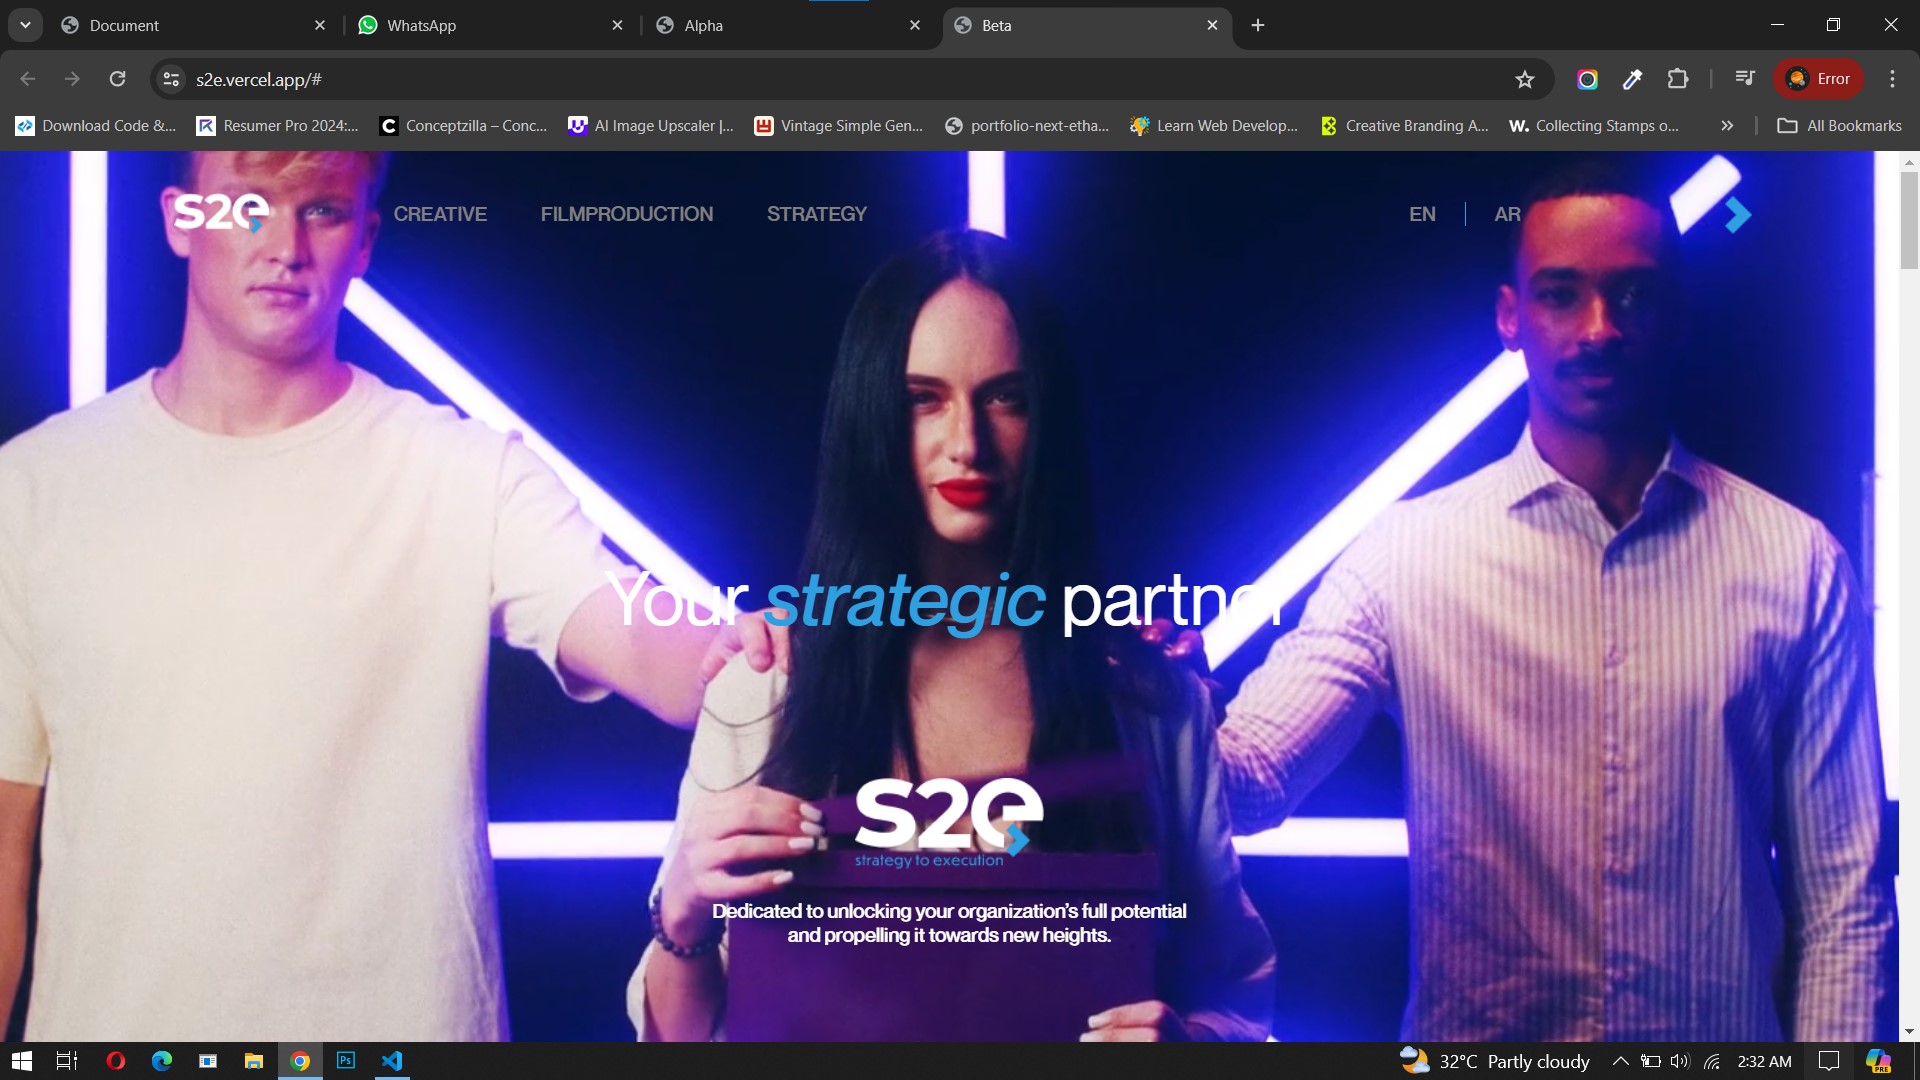 Document
WhatsApp
Alpha
Beta
s2e.vercel.app/#
Error
Download Code &...
Resumer Pro 2024:...
Conceptzilla – Conc...
AI Image Upscaler |...
Vintage Simple Gen...
portfolio-next-etha...
Learn Web Develop...
Creative Branding A...
W. Collecting Stamps o...
All Bookmarks
s2e
CREATIVE
FILMPRODUCTION
STRATEGY
EN
AR
Your strategic partner
s2e
strategy to execution
Dedicated to unlocking your organization's full potential
and propelling it towards new heights.
Ps
32°C Partly cloudy
2:32 AM
PRE